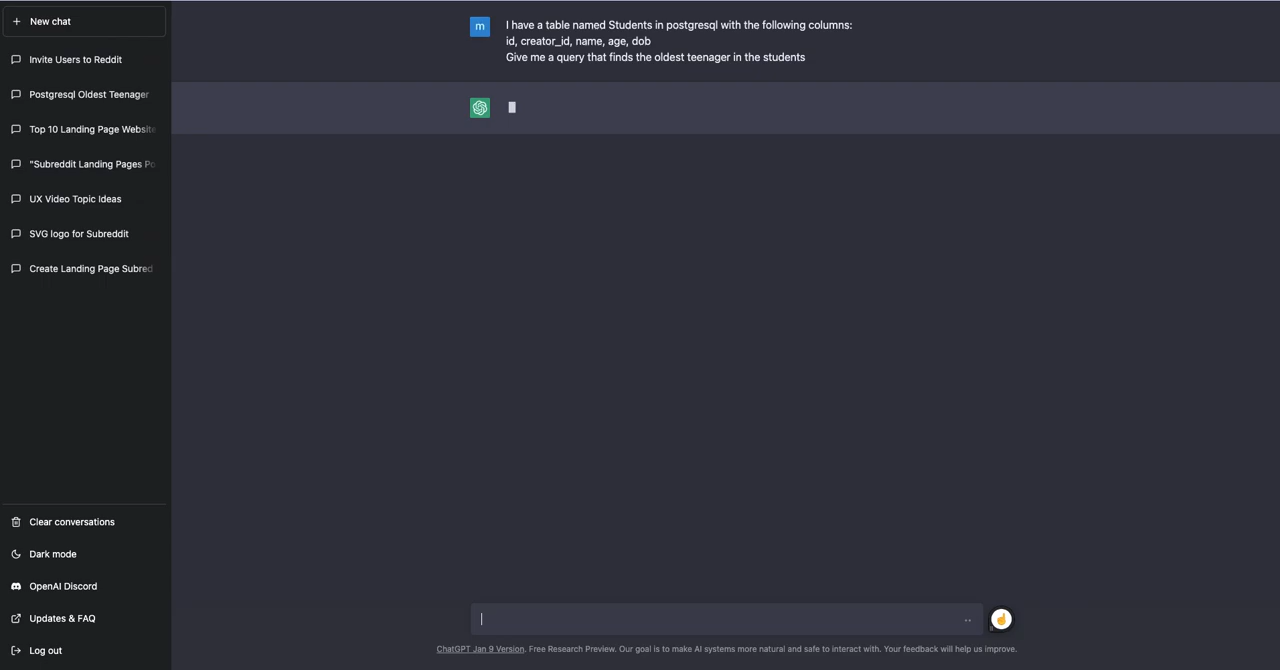 New chat
Invite Users to Reddit
Postgresql Oldest Teenager
Top 10 Landing Page Website
"Subreddit Landing Pages Po
UX Video Topic Ideas
SVG logo for Subreddit
Create Landing Page Subred
Clear conversations
Dark mode
OpenAI Discord
Updates & FAQ
Log out
m
I have a table named Students in postgresql with the following columns:
id, creator_id, name, age, dob
Give me a query that finds the oldest teenager in the students
ChatGPT Jan 9 Version. Free Research Preview. Our goal is to make AI systems more natural and safe to interact with. Your feedback will help us improve.